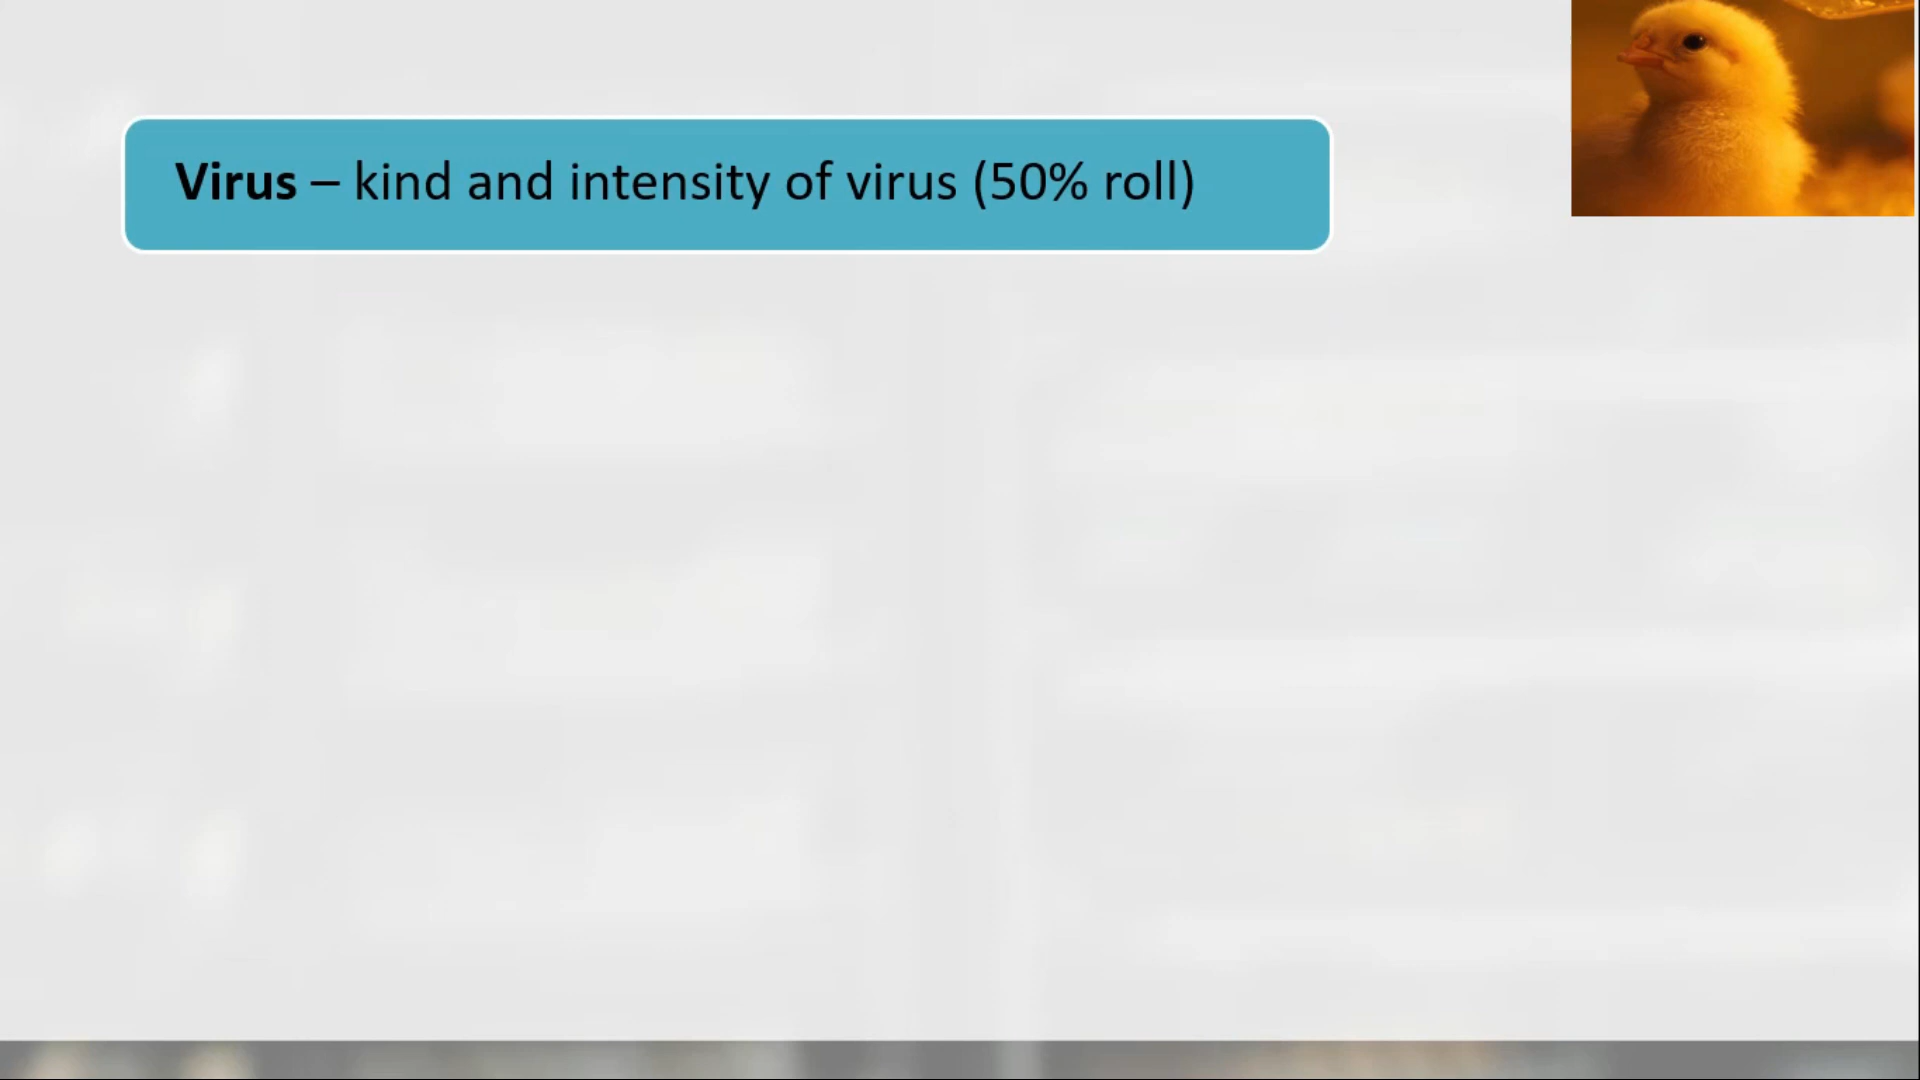 Virus – kind and intensity of virus (50% roll)